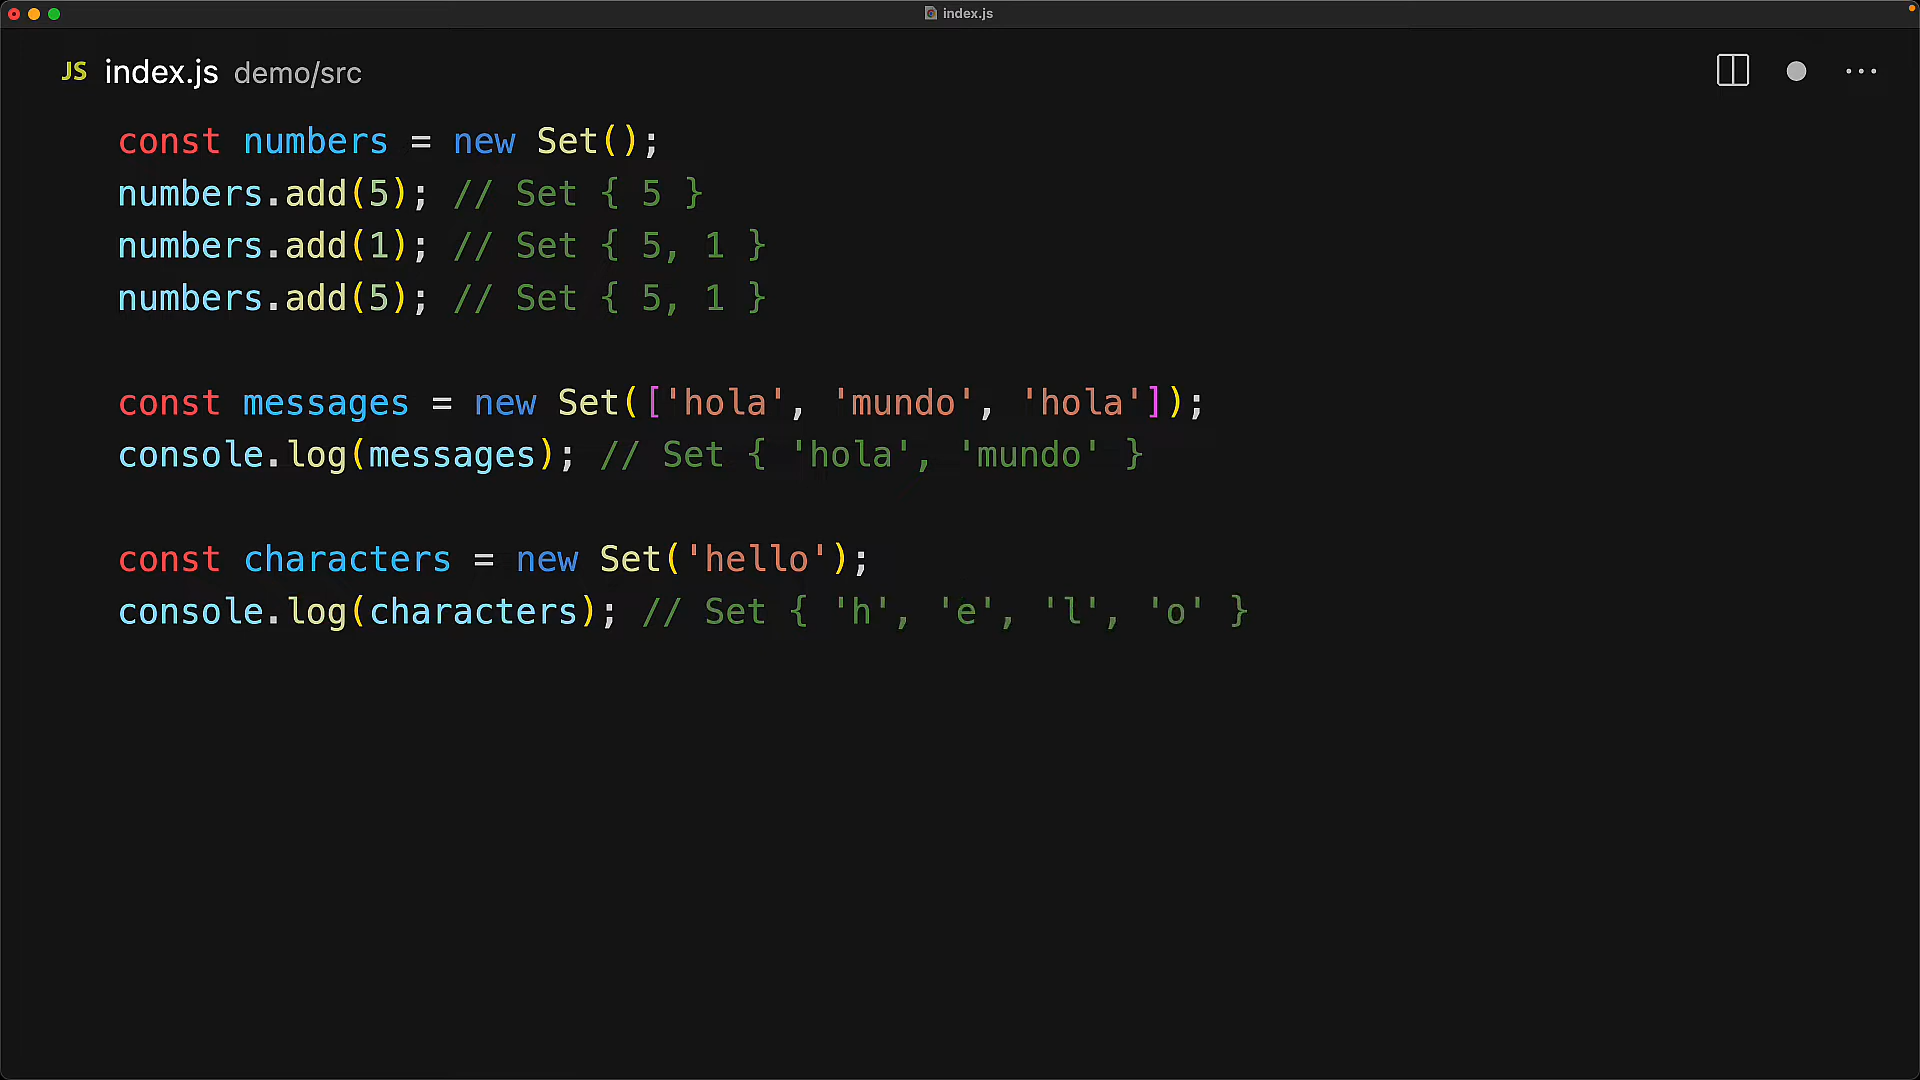 index.js
JS index.js demo/src
const numbers = new Set();
numbers.add(5); // Set { 5 }
numbers.add(1); // Set { 5, 1 }
numbers.add(5); // Set { 5, 1 }
const messages = new Set(['hola', 'mundo', 'hola']);
console.log(messages); // Set { 'hola', 'mundo' }
const characters = new Set('hello');
console.log(characters); // Set { 'h', 'e', 'l', 'o' }